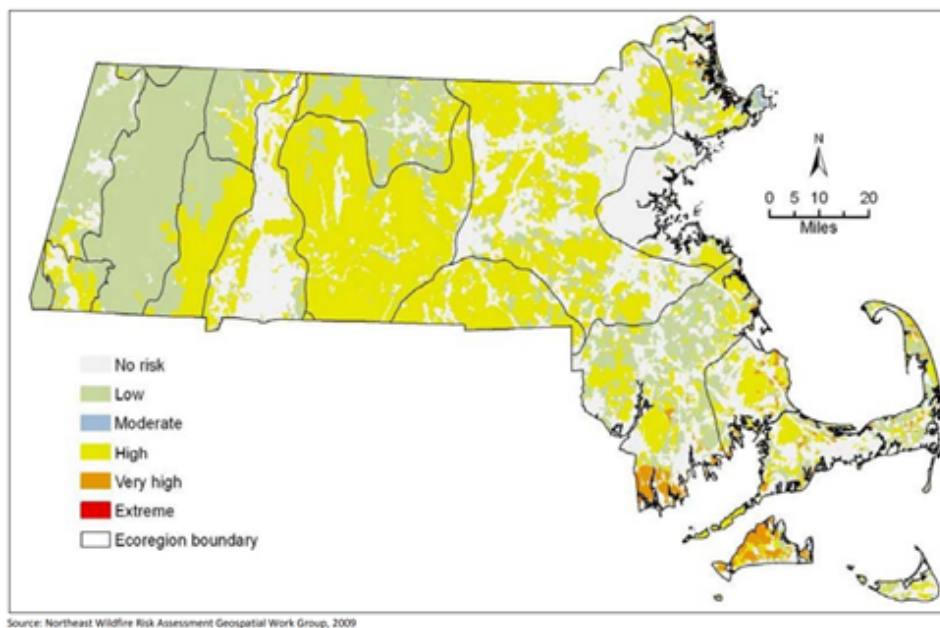 N
0 5 10 20
Miles
No risk
Low
Moderate
High
Very high
Extreme
Ecoregion boundary
Source: Northeast Wildfire Risk Assessment Geospatial Work Group, 2009